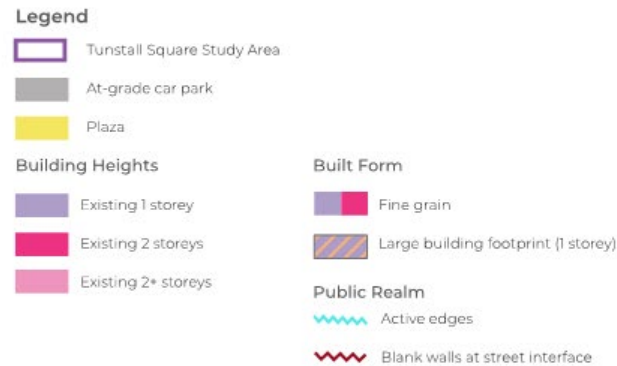 Legend
Tunstall Square Study Area
At-grade car park
Plaza
Building Heights
Existing 1 storey
Existing 2 storeys
Existing 2+ storeys
Built Form
Fine grain
Large building footprint (1 storey)
Public Realm
Active edges
Blank walls at street interface